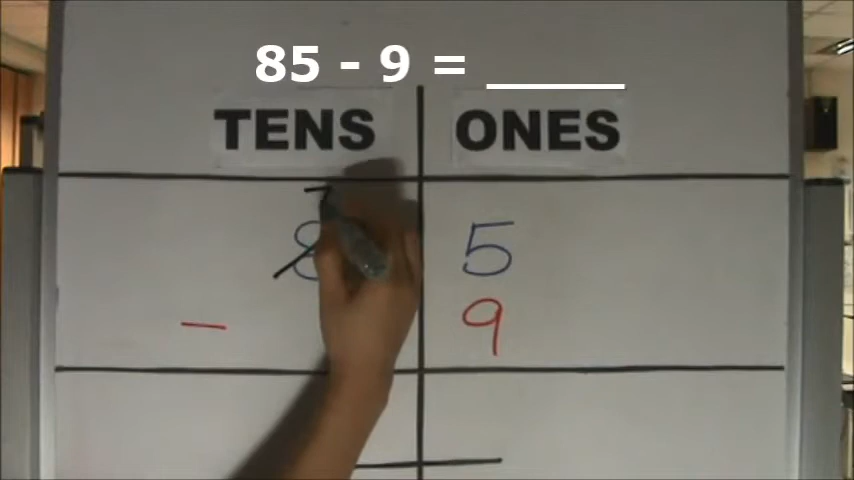 85 - 9 = _____
TENS ONES
8 5
- 9